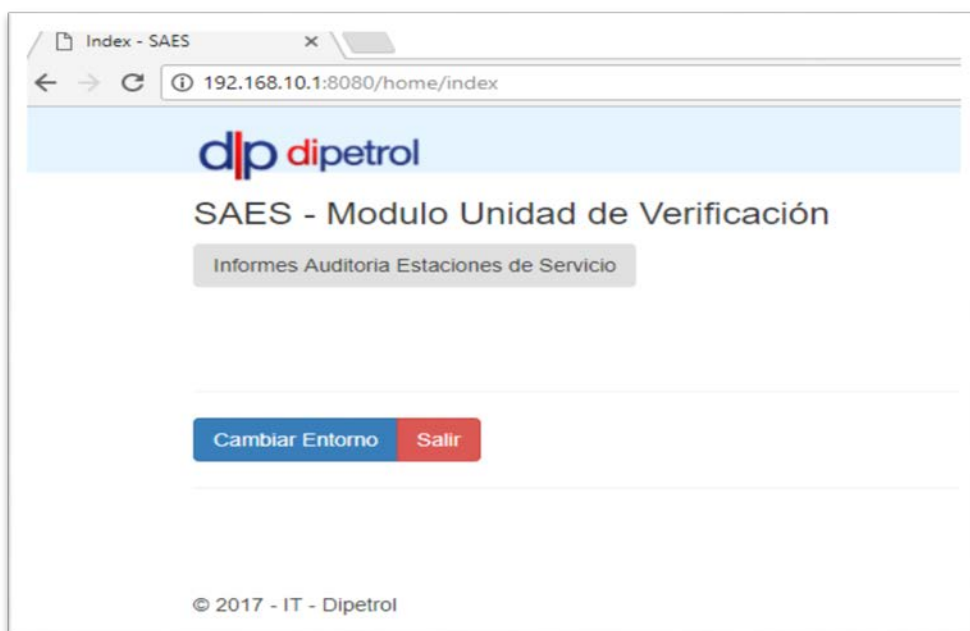 Index - SAES
192.168.10.1:8080/home/index
dp dipetrol
SAES - Modulo Unidad de Verificación
Informes Auditoria Estaciones de Servicio
Cambiar Entorno Salir
© 2017 - IT - Dipetrol